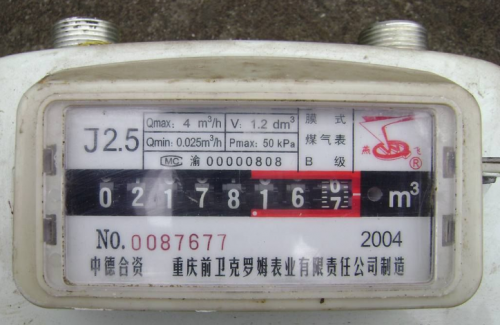 J2.5
Qmax: 4 m³/h
V: 1.2 dm³
膜式
Qmin: 0.025m³/h
Pmax: 50 kPa
煤气表
MC 渝 00000808
B 级
燕飞®
0 2 1 7 8 1 6 m³
No. 0087677
2004
中德合资 重庆前卫克罗姆表业有限责任公司制造